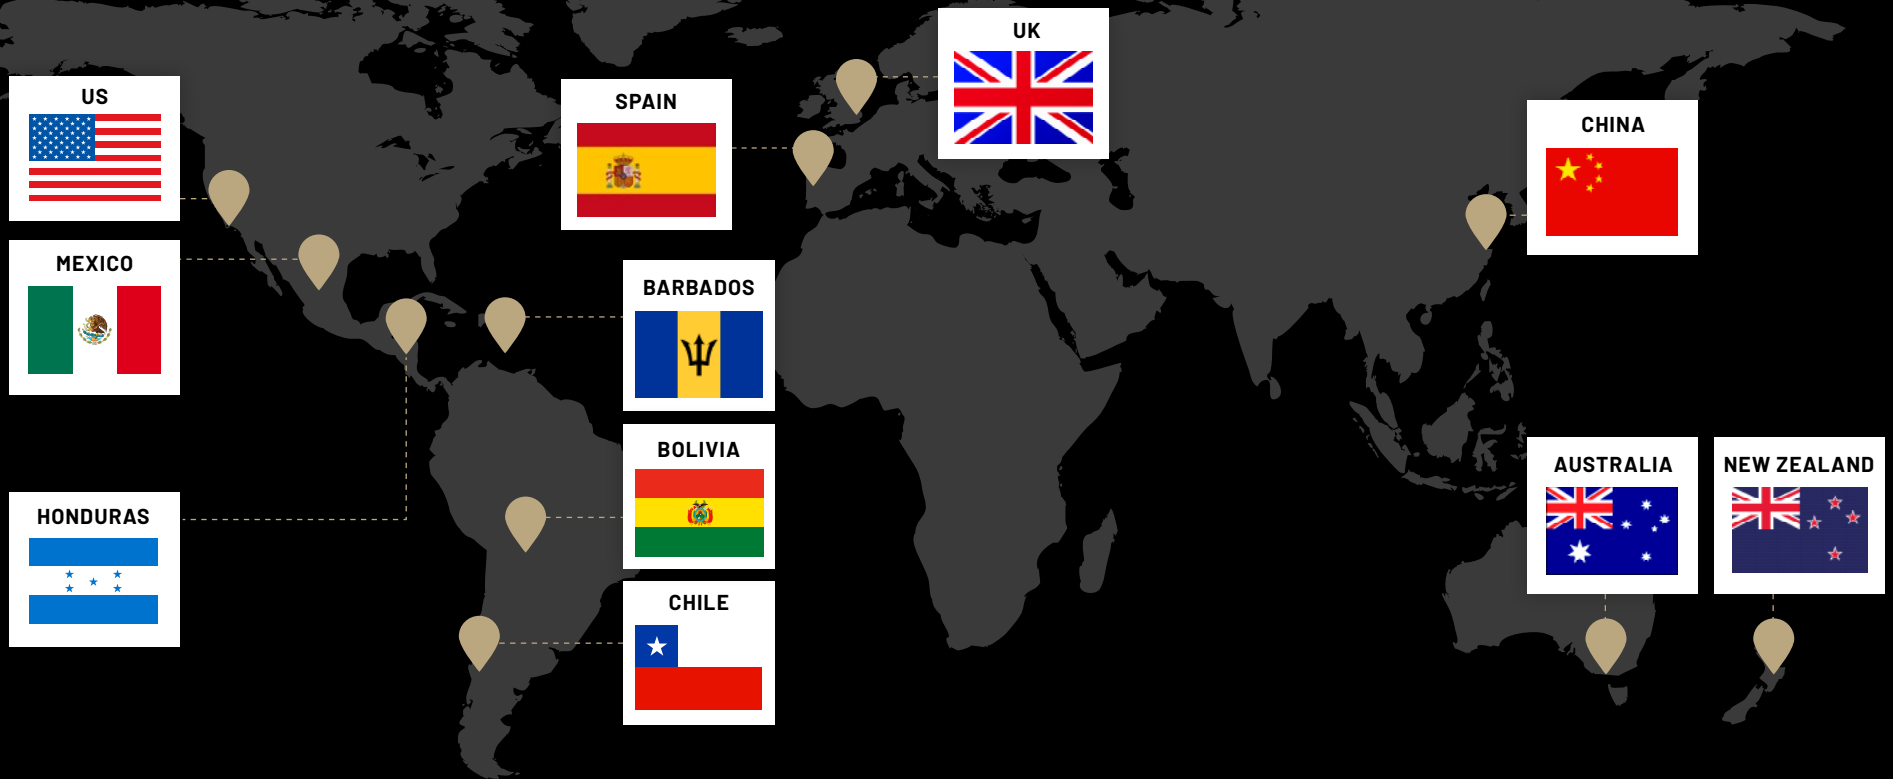 UK
US
SPAIN
CHINA
MEXICO
BARBADOS
BOLIVIA
AUSTRALIA
NEW ZEALAND
HONDURAS
CHILE